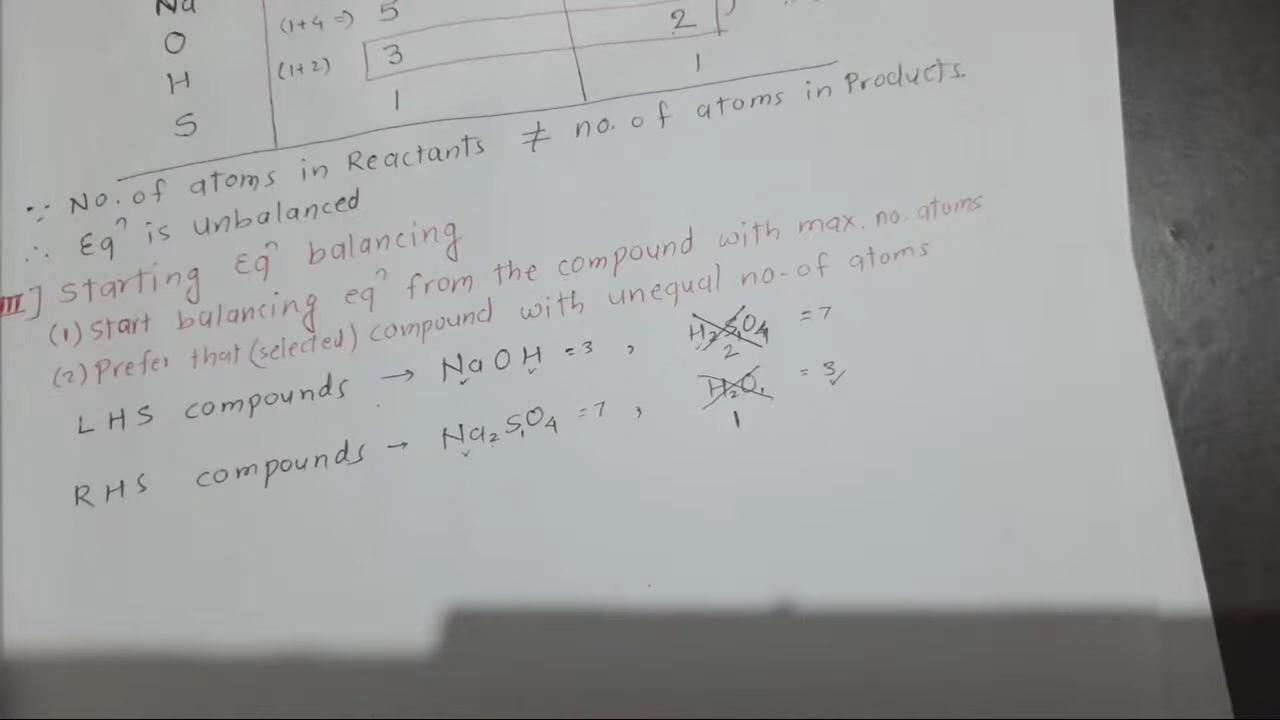 Na
O (1+4 =) 5
H (1+2) 3 2
S 1 1
∵ No. of atoms in Reactants ≠ no. of atoms in Products.
∴ Eqⁿ is unbalanced
III] Starting Eqⁿ balancing
(1) Start balancing eqⁿ from the compound with max. no. atoms
(2) Prefer that (selected) compound with unequal no. of atoms
LHS compounds → NaOH = 3 , H₂S₁O₄ = 7
2
RHS compounds → Na₂S₁O₄ = 7 , H₂O₁ = 3
1